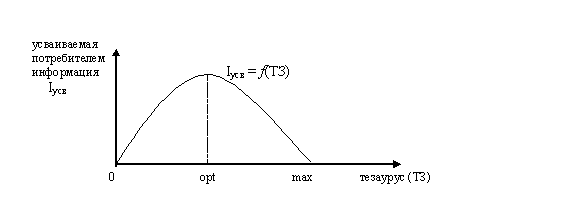 усваиваемая
потребителем
информация
Iусв
Iусв = f(ТЗ)
0 opt max тезаурус (ТЗ)